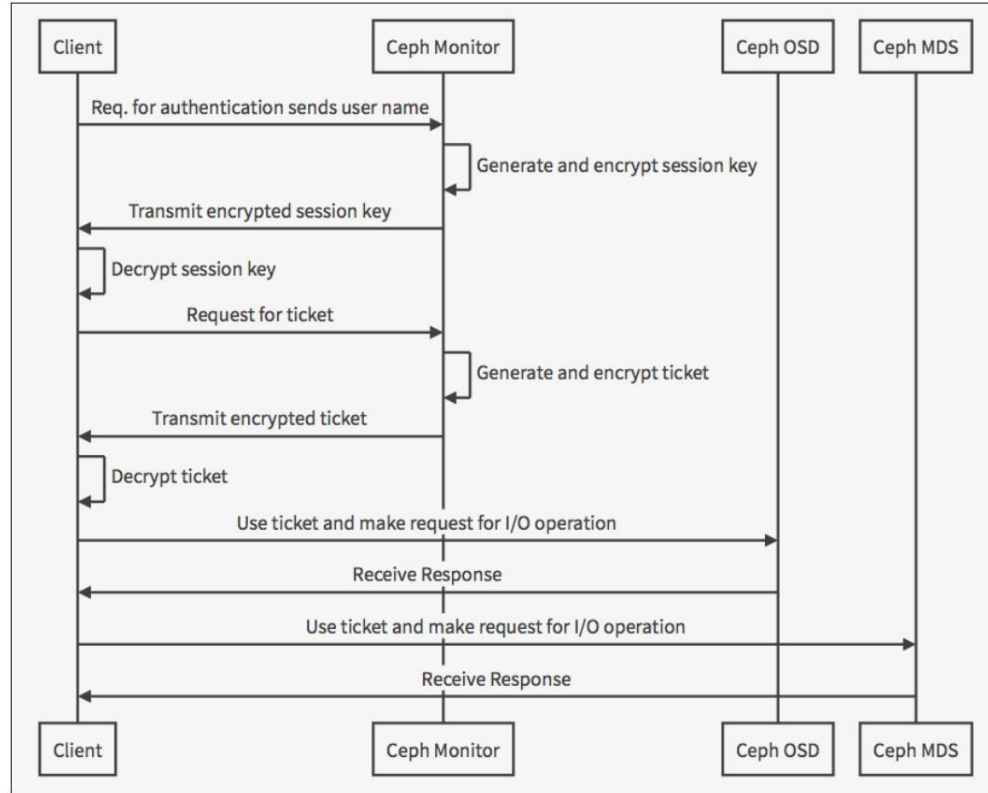 Client
Ceph Monitor
Ceph OSD
Ceph MDS
Req. for authentication sends user name
Generate and encrypt session key
Transmit encrypted session key
Decrypt session key
Request for ticket
Generate and encrypt ticket
Transmit encrypted ticket
Decrypt ticket
Use ticket and make request for I/O operation
Receive Response
Use ticket and make request for I/O operation
Receive Response
Client
Ceph Monitor
Ceph OSD
Ceph MDS